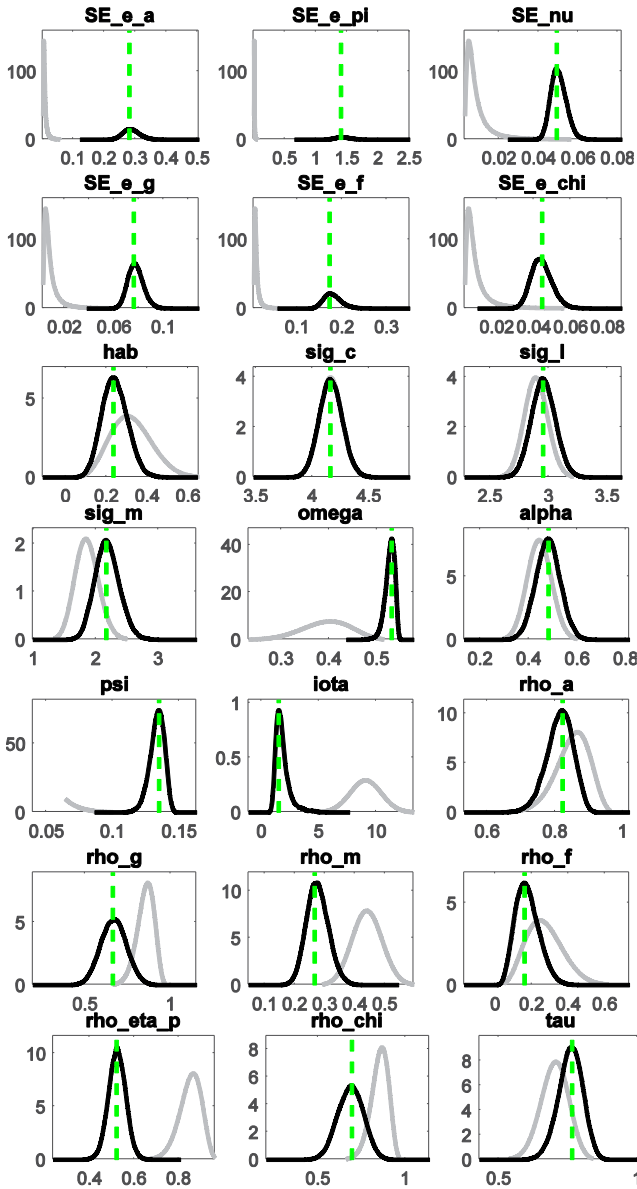 SE_e_a SE_e_pi SE_nu
100 100 100
0 0 0
0.1 0.2 0.3 0.4 0.5 0.5 1 1.5 2 2.5 0.02 0.04 0.06 0.08
SE_e_g SE_e_f SE_e_chi
100 100 100
0 0 0
0.02 0.06 0.1 0.1 0.2 0.3 0.02 0.04 0.06 0.08
hab sig_c sig_l
5 4 4
2 2
0 0 0
0 0.2 0.4 0.6 3.5 4 4.5 2.5 3 3.5
sig_m omega alpha
2 40
5
1 20
0 0 0
1 2 3 0.3 0.4 0.5 0.2 0.4 0.6 0.8
psi iota rho_a
1 10
50 0.5 5
0 0 0
0.05 0.1 0.15 0 5 10 0.6 0.8 1
rho_g rho_m rho_f
10 10 6
4
5 5 2
0 0 0
0.5 1 0.1 0.2 0.3 0.4 0.5 0 0.2 0.4 0.6
rho_eta_p rho_chi tau
10 8 8
6 6
5 4 4
2 2
0 0 0
0.4 0.6 0.8 0.5 1 0.5 1